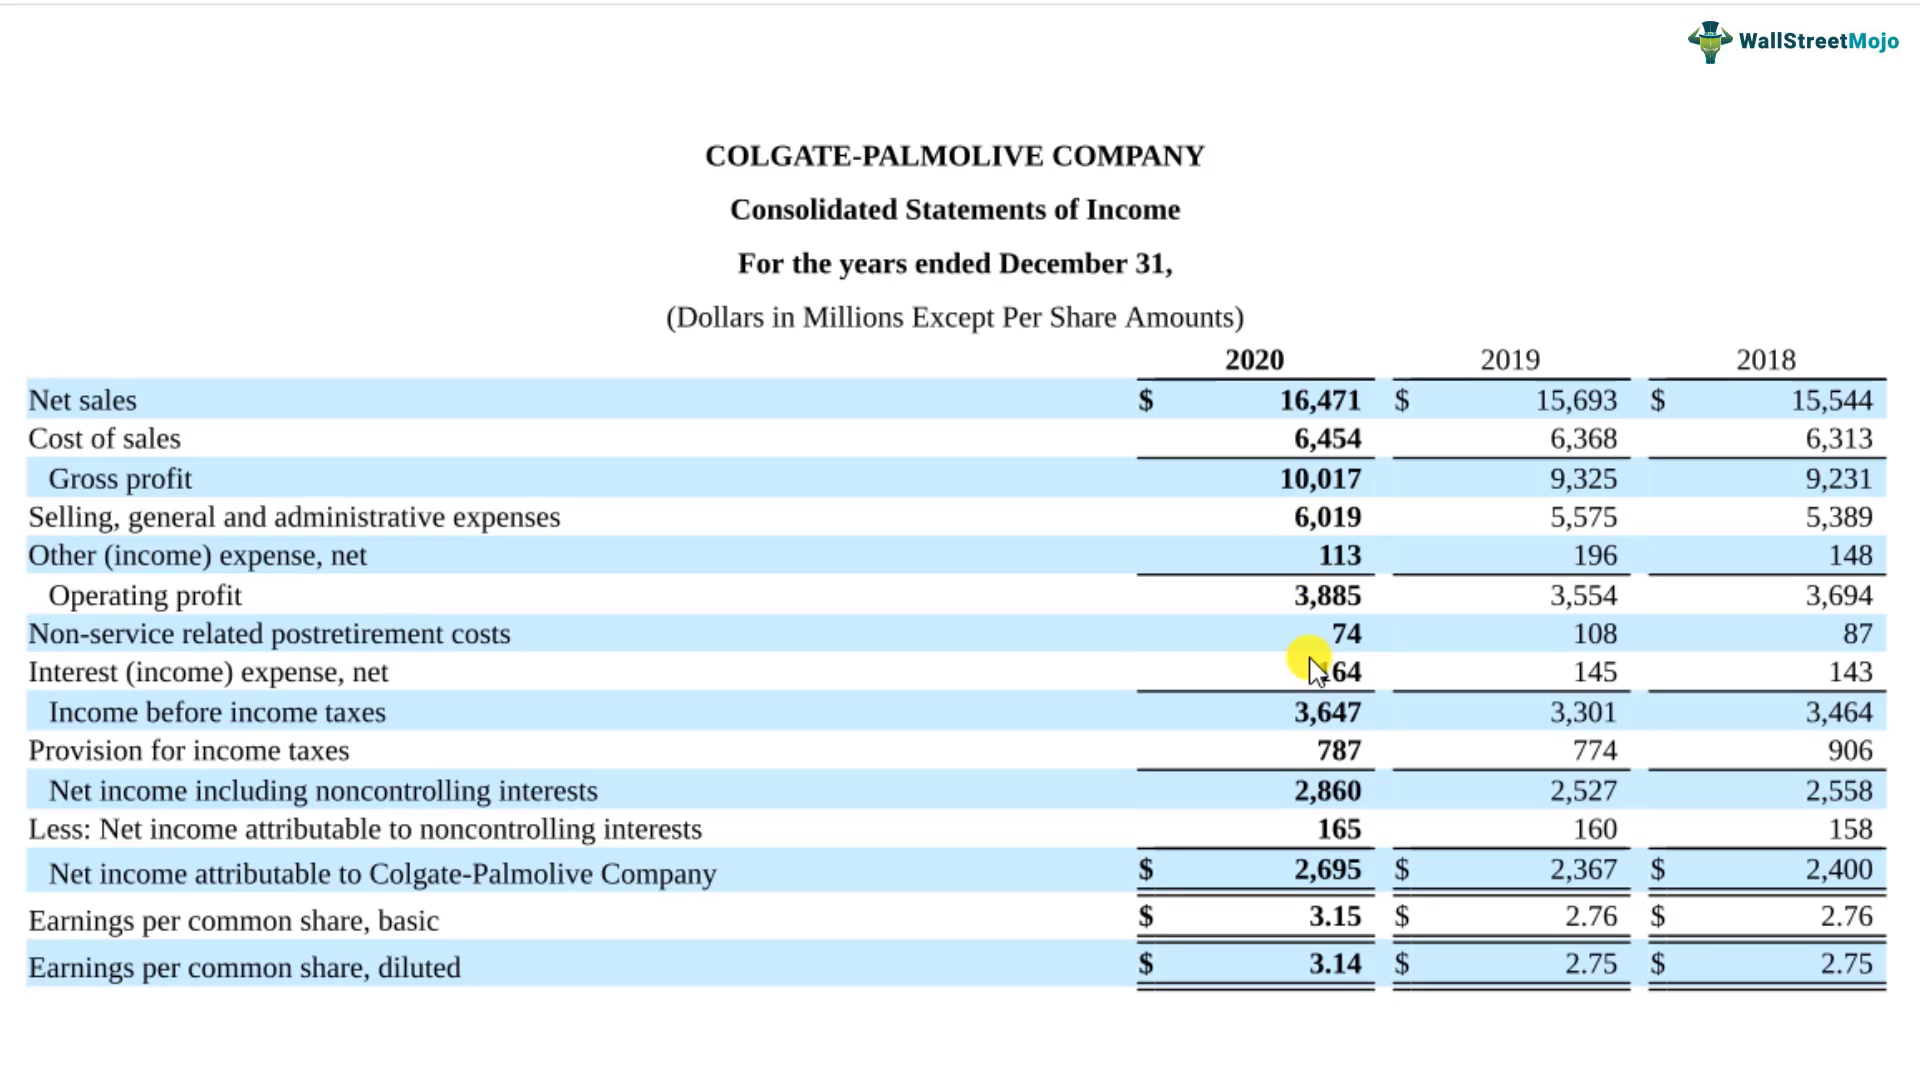 WallStreetMojo
COLGATE-PALMOLIVE COMPANY
Consolidated Statements of Income
For the years ended December 31,
(Dollars in Millions Except Per Share Amounts)
2020 2019 2018
Net sales $ 16,471 $ 15,693 $ 15,544
Cost of sales 6,454 6,368 6,313
Gross profit 10,017 9,325 9,231
Selling, general and administrative expenses 6,019 5,575 5,389
Other (income) expense, net 113 196 148
Operating profit 3,885 3,554 3,694
Non-service related postretirement costs 74 108 87
Interest (income) expense, net 64 145 143
Income before income taxes 3,647 3,301 3,464
Provision for income taxes 787 774 906
Net income including noncontrolling interests 2,860 2,527 2,558
Less: Net income attributable to noncontrolling interests 165 160 158
Net income attributable to Colgate-Palmolive Company $ 2,695 $ 2,367 $ 2,400
Earnings per common share, basic $ 3.15 $ 2.76 $ 2.76
Earnings per common share, diluted $ 3.14 $ 2.75 $ 2.75